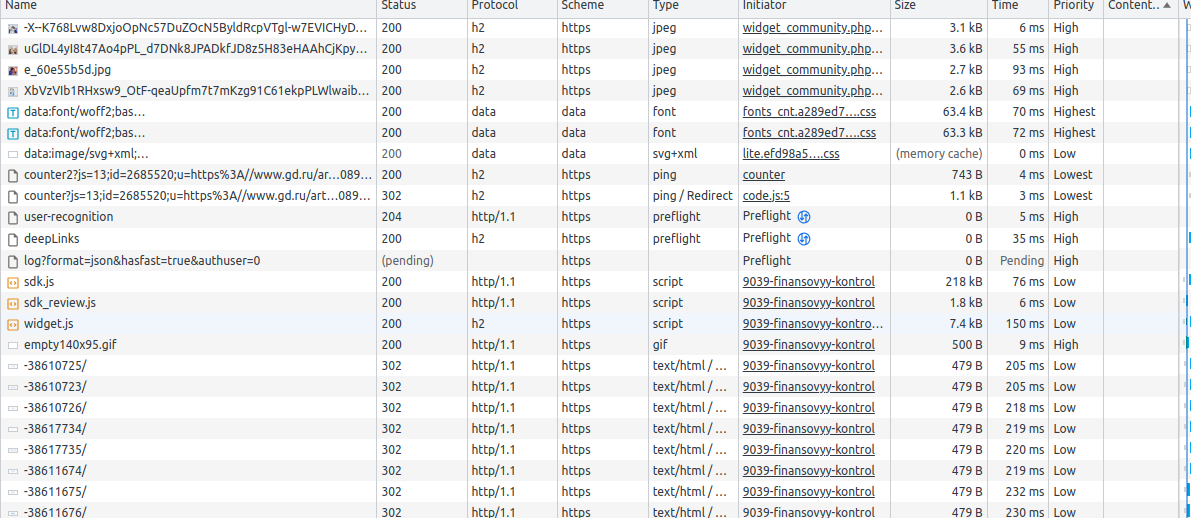 Name Status Protocol Scheme Type Initiator Size Time Priority Content.. W
-X--K768Lvw8DxjoOpNc57DuZOcN5ByldRcpVTgl-w7EVICHyD... 200 h2 https jpeg widget_community.php... 3.1 kB 6 ms High
uGlDL4yI8t47Ao4pPL_d7DNk8JPADkfJD8z5H83eHAAhCjKpy... 200 h2 https jpeg widget_community.php... 3.6 kB 55 ms High
e_60e55b5d.jpg 200 h2 https jpeg widget_community.php... 2.7 kB 93 ms High
XbVzVIb1RHxsw9_OtF-qeaUpfm7t7mKzg91C61ekpPLWlwaib... 200 h2 https jpeg widget_community.php... 2.6 kB 69 ms High
data:font/woff2;bas... 200 data data font fonts_cnt.a289ed7....css 63.4 kB 70 ms Highest
data:font/woff2;bas... 200 data data font fonts_cnt.a289ed7....css 63.3 kB 72 ms Highest
data:image/svg+xml;... 200 data data svg+xml lite.efd98a5....css (memory cache) 0 ms Low
counter2?js=13;id=2685520;u=https%3A//www.gd.ru/ar...089... 200 h2 https ping counter 743 B 4 ms Lowest
counter?js=13;id=2685520;u=https%3A//www.gd.ru/art...089... 302 h2 https ping / Redirect code.js:5 1.1 kB 3 ms Lowest
user-recognition 204 http/1.1 https preflight Preflight 0 B 5 ms High
deepLinks 200 h2 https preflight Preflight 0 B 35 ms High
log?format=json&hasfast=true&authuser=0 (pending) https Preflight 0 B Pending High
sdk.js 200 http/1.1 https script 9039-finansovyy-kontrol 218 kB 76 ms Low
sdk_review.js 200 http/1.1 https script 9039-finansovyy-kontrol 1.8 kB 6 ms Low
widget.js 200 h2 https script 9039-finansovyy-kontro... 7.4 kB 150 ms Low
empty140x95.gif 200 http/1.1 https gif 9039-finansovyy-kontrol 500 B 9 ms High
-38610725/ 302 http/1.1 https text/html / ... 9039-finansovyy-kontrol 479 B 205 ms Low
-38610723/ 302 http/1.1 https text/html / ... 9039-finansovyy-kontrol 479 B 205 ms Low
-38610726/ 302 http/1.1 https text/html / ... 9039-finansovyy-kontrol 479 B 218 ms Low
-38617734/ 302 http/1.1 https text/html / ... 9039-finansovyy-kontrol 479 B 219 ms Low
-38617735/ 302 http/1.1 https text/html / ... 9039-finansovyy-kontrol 479 B 220 ms Low
-38611674/ 302 http/1.1 https text/html / ... 9039-finansovyy-kontrol 479 B 219 ms Low
-38611675/ 302 http/1.1 https text/html / ... 9039-finansovyy-kontrol 479 B 232 ms Low
-38611676/ 302 http/1.1 https text/html / ... 9039-finansovyy-kontrol 479 B 230 ms Low